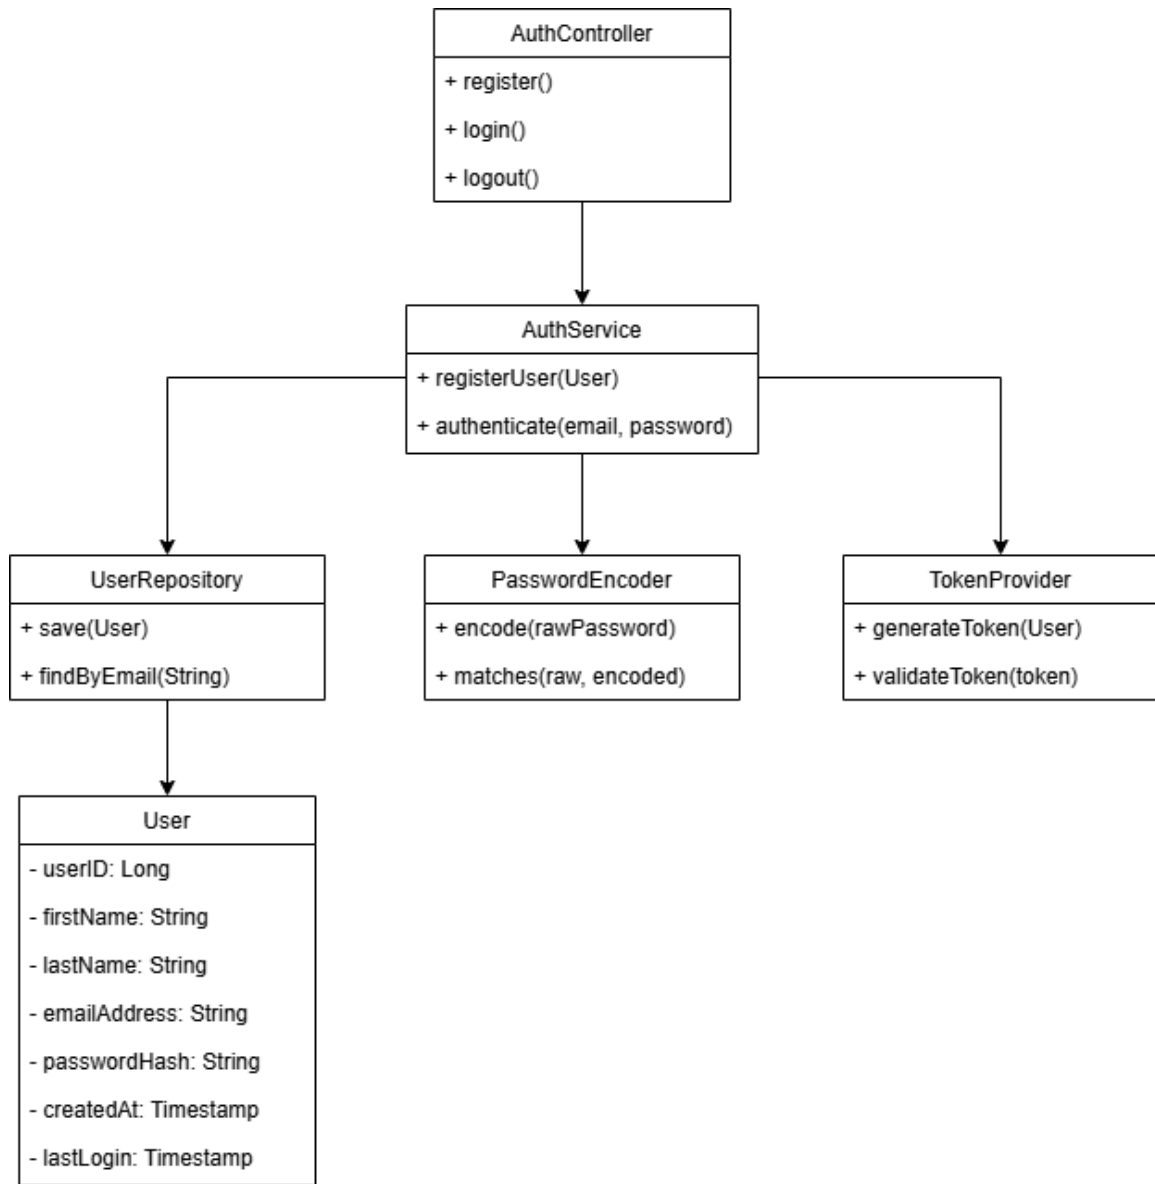 AuthController
+ register()
+ login()
+ logout()
AuthService
+ registerUser(User)
+ authenticate(email, password)
UserRepository
+ save(User)
+ findByEmail(String)
PasswordEncoder
+ encode(rawPassword)
+ matches(raw, encoded)
TokenProvider
+ generateToken(User)
+ validateToken(token)
User
- userID: Long
- firstName: String
- lastName: String
- emailAddress: String
- passwordHash: String
- createdAt: Timestamp
- lastLogin: Timestamp